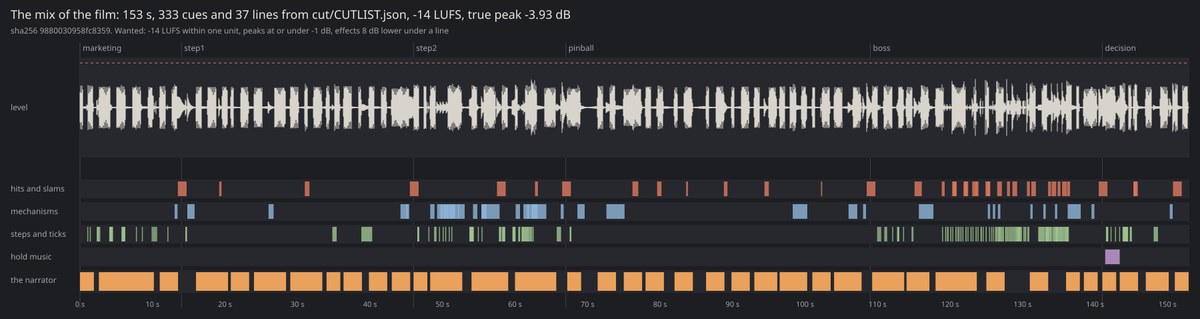 The mix of the film: 153 s, 333 cues and 37 lines from cut/CUTLIST.json, -14 LUFS, true peak -3.93 dB
sha256 9880030958fc8359. Wanted: -14 LUFS within one unit, peaks at or under -1 dB, effects 8 dB lower under a line
marketing step1 step2 pinball boss decision
level
hits and slams
mechanisms
steps and ticks
hold music
the narrator
0 s 10 s 20 s 30 s 40 s 50 s 60 s 70 s 80 s 90 s 100 s 110 s 120 s 130 s 140 s 150 s